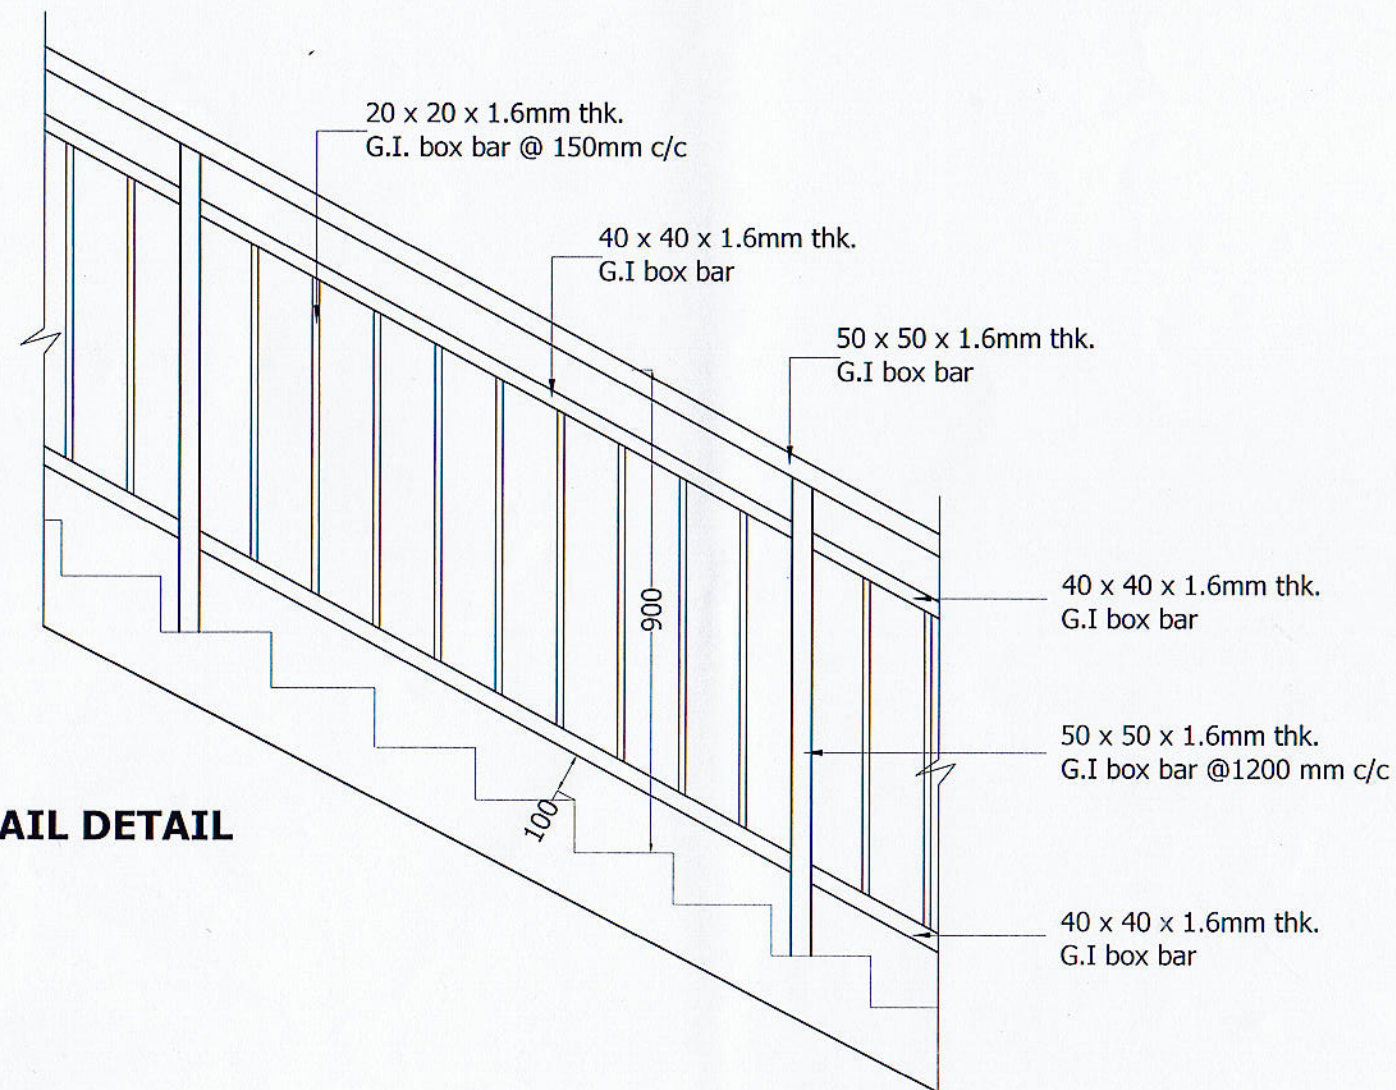 20 x 20 x 1.6mm thk.
G.I. box bar @ 150mm c/c
40 x 40 x 1.6mm thk.
G.I box bar
50 x 50 x 1.6mm thk.
G.I box bar
900
40 x 40 x 1.6mm thk.
G.I box bar
50 x 50 x 1.6mm thk.
G.I box bar @1200 mm c/c
100
AIL DETAIL
40 x 40 x 1.6mm thk.
G.I box bar